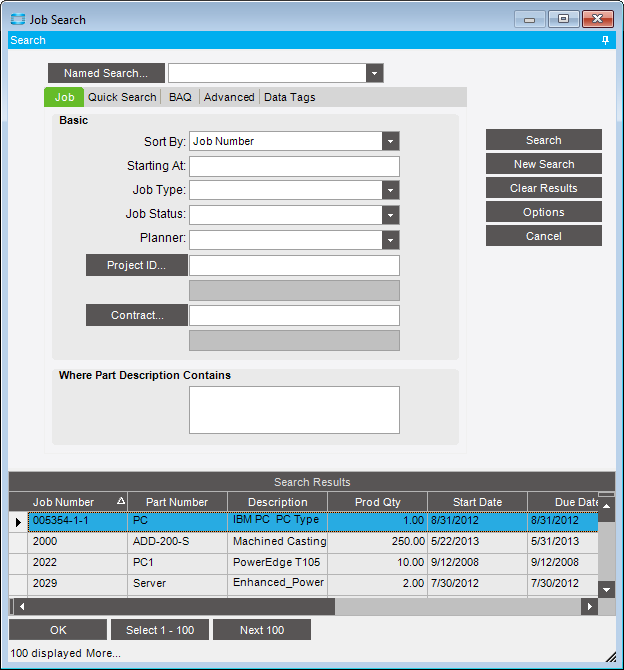 Job Search
Search
Named Search...
Job Quick Search BAQ Advanced Data Tags
Basic
Sort By: Job Number
Starting At:
Job Type:
Job Status:
Planner:
Project ID...
Contract...
Where Part Description Contains
Search
New Search
Clear Results
Options
Cancel
Search Results
Job Number Part Number Description Prod Qty Start Date Due Date
005354-1-1 PC IBM PC PC Type 1.00 8/31/2012 8/31/2012
2000 ADD-200-S Machined Casting 250.00 5/22/2013 5/31/2013
2022 PC1 PowerEdge T105 10.00 9/12/2008 9/12/2008
2029 Server Enhanced_Power 2.00 7/30/2012 7/30/2012
OK Select 1 - 100 Next 100
100 displayed More...